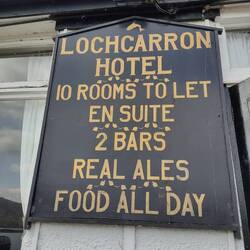 LOCHCARRON
HOTEL
10 ROOMS TO LET
EN SUITE
2 BARS
REAL ALES
FOOD ALL DAY